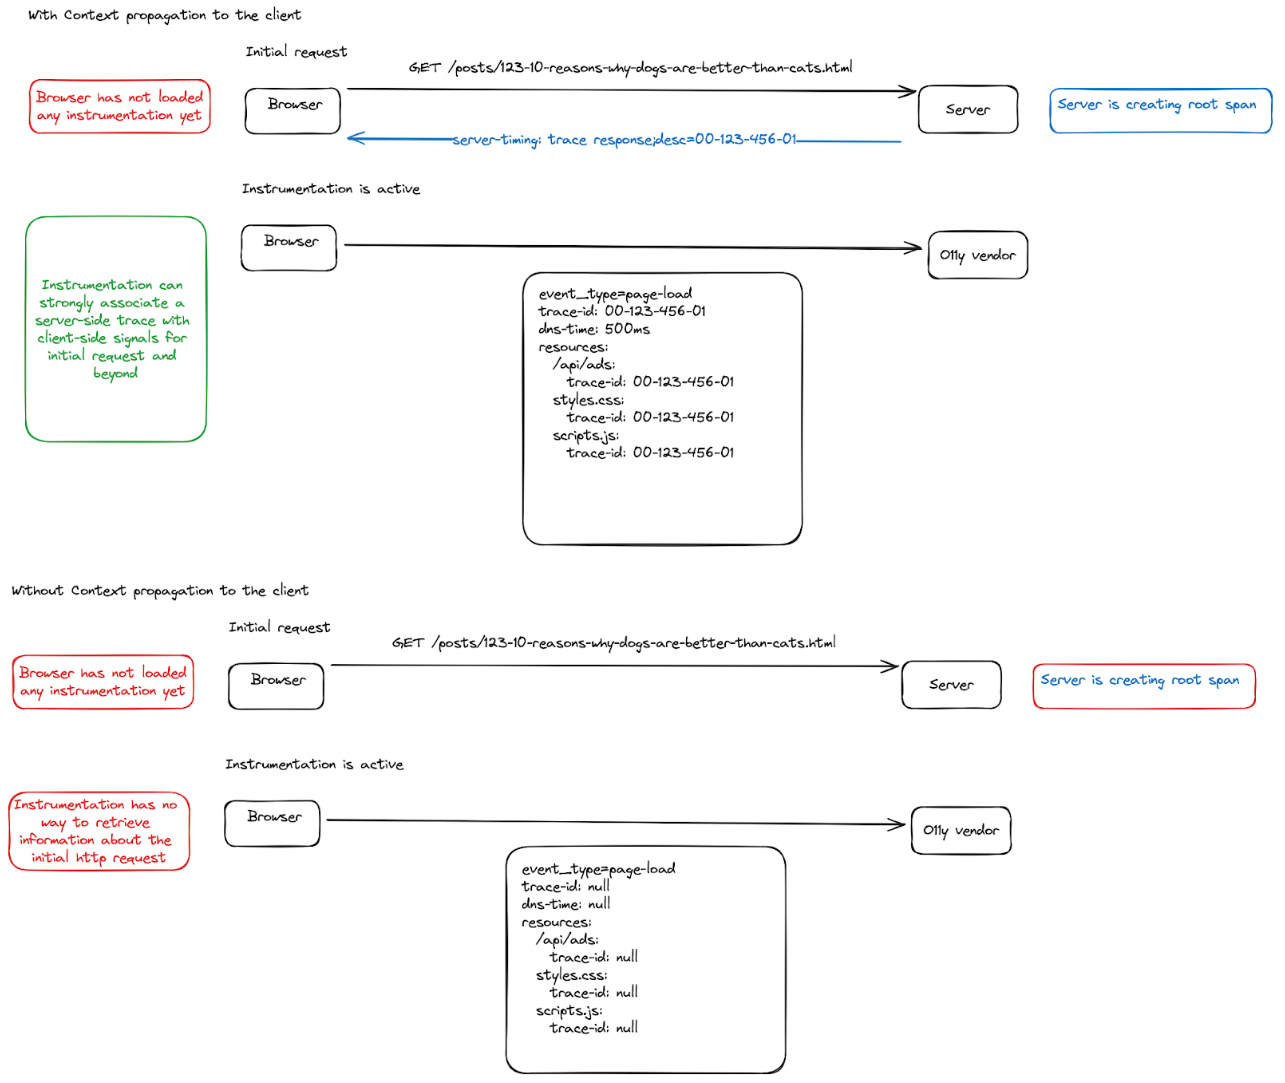 With Context propagation to the client
Initial request
GET /posts/123-10-reasons-why-dogs-are-better-than-cats.html
Browser has not loaded
any instrumentation yet
Browser
Server
Server is creating root span
server-timing: trace response;desc=00-123-456-01
Instrumentation is active
Browser
O11y vendor
Instrumentation can
strongly associate a
server-side trace with
client-side signals for
initial request and
beyond
event_type=page-load
trace-id: 00-123-456-01
dns-time: 500ms
resources:
/api/ads:
trace-id: 00-123-456-01
styles.css:
trace-id: 00-123-456-01
scripts.js:
trace-id: 00-123-456-01
Without Context propagation to the client
Initial request
GET /posts/123-10-reasons-why-dogs-are-better-than-cats.html
Browser has not loaded
any instrumentation yet
Browser
Server
Server is creating root span
Instrumentation is active
Instrumentation has no
way to retrieve
information about the
initial http request
Browser
O11y vendor
event_type=page-load
trace-id: null
dns-time: null
resources:
/api/ads:
trace-id: null
styles.css:
trace-id: null
scripts.js:
trace-id: null